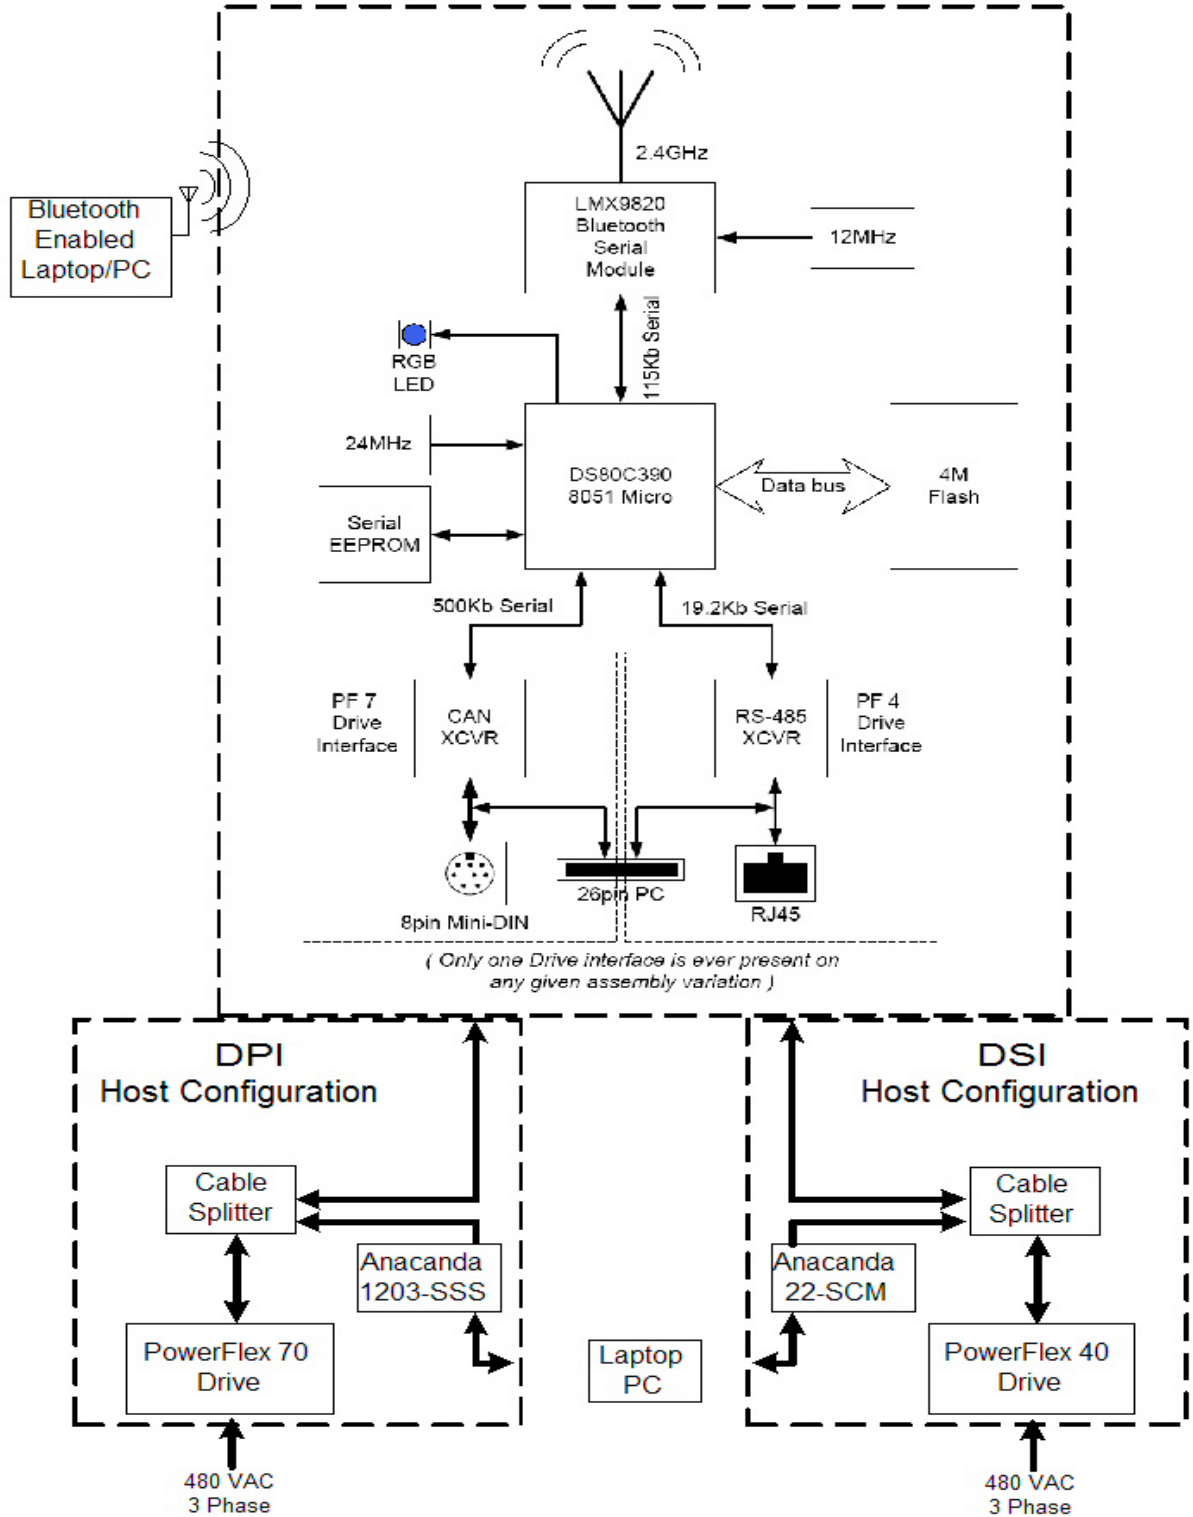 2.4GHz
LMX9820
Bluetooth
Serial
Module
12MHz
Bluetooth
Enabled
Laptop/PC
115Kb Serial
RGB
LED
24MHz
DS80C390
8051 Micro
Data bus
4M
Flash
Serial
EEPROM
500Kb Serial
19.2Kb Serial
PF 7
Drive
Interface
CAN
XCVR
RS-485
XCVR
PF 4
Drive
Interface
8pin Mini-DIN
26pin PC
RJ45
( Only one Drive interface is ever present on
any given assembly variation )
DPI
Host Configuration
Cable
Splitter
Anacanda
1203-SSS
PowerFlex 70
Drive
480 VAC
3 Phase
Laptop
PC
DSI
Host Configuration
Cable
Splitter
Anacanda
22-SCM
PowerFlex 40
Drive
480 VAC
3 Phase